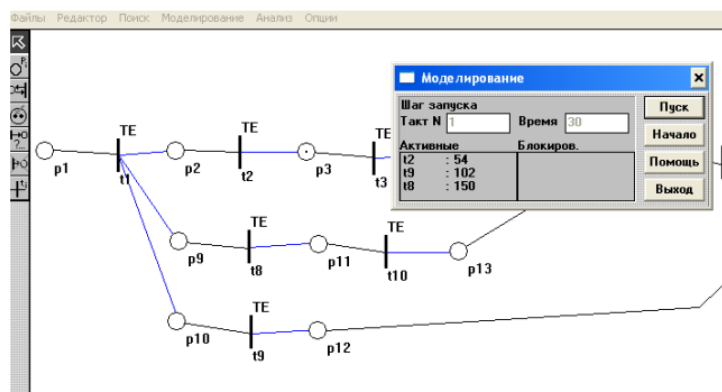 Файлы Редактор Поиск Моделирование Анализ Опции
Моделирование
Шаг запуска
Такт N 1 Время 30
Активные Блокиров.
t2 : 54
t9 : 102
t8 : 150
Пуск
Начало
Помощь
Выход
TE TE TE
p1 t1 p2 t2 p3 t3
TE TE
p9 t8 p11 t10 p13
TE
p10 t9 p12